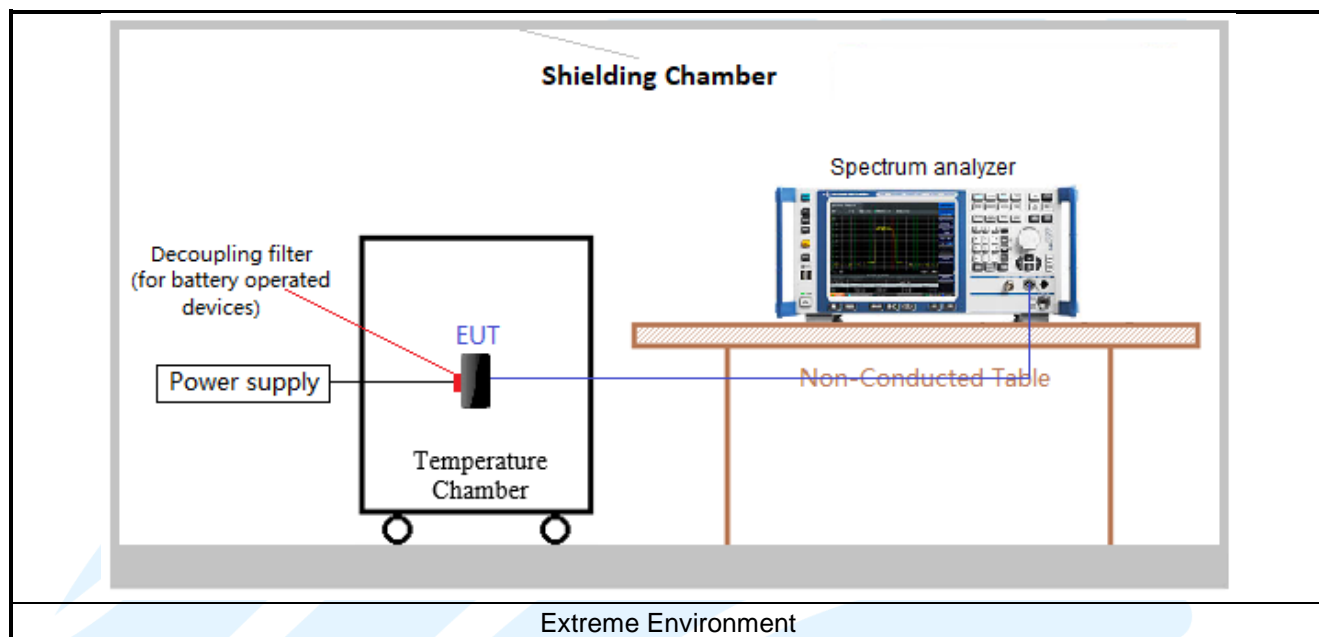 Shielding Chamber
Spectrum analyzer
Decoupling filter
(for battery operated
devices)
EUT
Power supply
Non-Conducted Table
Temperature
Chamber
Extreme Environment